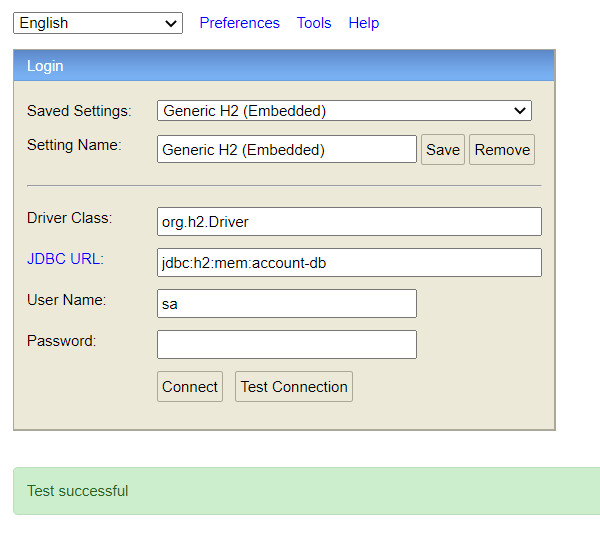 English Preferences Tools Help
Login
Saved Settings: Generic H2 (Embedded)
Setting Name: Generic H2 (Embedded) Save Remove
Driver Class: org.h2.Driver
JDBC URL: jdbc:h2:mem:account-db
User Name: sa
Password:
Connect Test Connection
Test successful